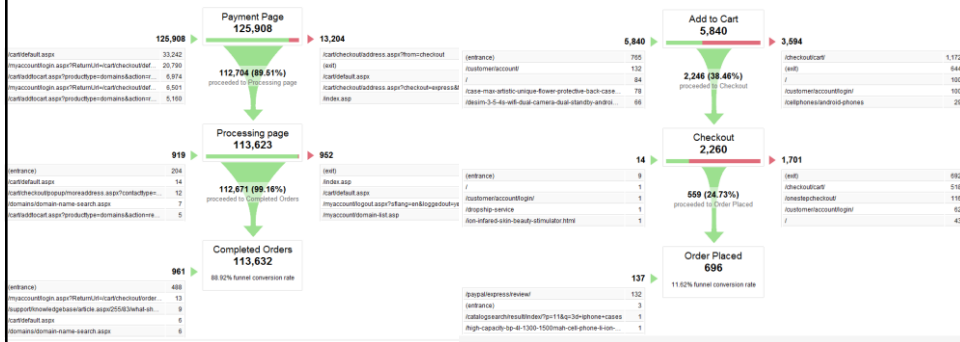 Payment Page
125,908
125,908
13,204
/cart/default.aspx 33,242
/myaccount/login.aspx?ReturnUrl=/cart/checkout/def... 20,790
/cart/addtocart.aspx?producttype=domains&action=r... 6,974
/myaccount/login.aspx?ReturnUrl=/cart/checkout/def... 6,501
/cart/addtocart.aspx?producttype=domains&action=r... 5,160
112,704 (89.51%)
proceeded to Processing page
/cart/checkout/address.aspx?from=checkout
(exit)
/cart/default.aspx
/cart/checkout/address.aspx?checkout=express&
/index.asp
Processing page
113,623
919
952
(entrance) 204
/cart/default.aspx 14
/cart/checkout/popup/moreaddress.aspx?contacttype=... 12
/domains/domain-name-search.aspx 7
/cart/addtocart.aspx?producttype=domains&action=re... 5
112,671 (99.16%)
proceeded to Completed Orders
(exit)
/index.asp
/cart/default.aspx
/myaccount/logout.aspx?sflang=en&loggedout=ye
/myaccount/domain-list.asp
Completed Orders
113,632
88.92% funnel conversion rate
961
(entrance) 488
/myaccount/login.aspx?ReturnUrl=/cart/checkout/order... 13
/support/knowledgebase/article.aspx/255/83/what-sh... 9
/cart/default.aspx 6
/domains/domain-name-search.aspx 6
Add to Cart
5,840
5,840
3,594
(entrance) 765
/customer/account/ 132
/ 84
/case-max-artistic-unique-flower-protective-back-case... 78
/desim-3-5-4s-wifi-dual-camera-dual-standby-androi... 66
2,246 (38.46%)
proceeded to Checkout
/checkout/cart/ 1,172
(exit) 644
/ 100
/customer/account/login/ 100
/cellphones/android-phones 29
Checkout
2,260
14
1,701
(entrance) 9
/ 1
/customer/account/login/ 1
/dropship-service 1
/ion-infared-skin-beauty-stimulator.html 1
559 (24.73%)
proceeded to Order Placed
(exit) 692
/checkout/cart/ 518
/onestepcheckout/ 116
/customer/account/login/ 62
/ 43
Order Placed
696
11.62% funnel conversion rate
137
/paypal/express/review/ 132
(entrance) 3
/catalogsearch/result/index/?p=11&q=3d+iphone+cases 1
/high-capacity-bp-4l-1300-1500mah-cell-phone-li-ion-... 1